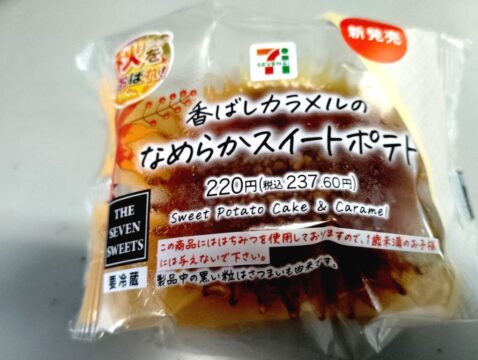 秋を
ほおばれ!
新発売
SEVEN & i
香ばしカラメルの
なめらかスイートポテト
220円(税込237.60円)
Sweet Potato Cake & Caramel
THE
SEVEN
SWEETS
この商品にははちみつを使用しておりますので、1歳未満のお子様
には与えないで下さい。
要冷蔵
製品中の黒い粒はさつまいも由来です。